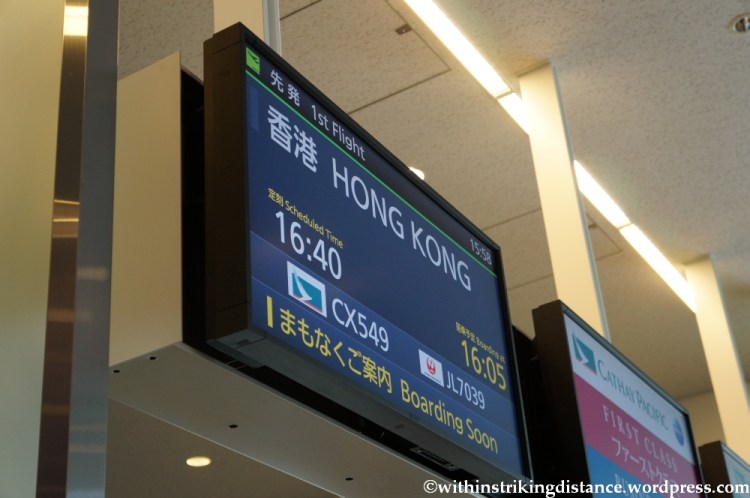 先発 1st Flight
15:58
香港 HONG KONG
定刻 Scheduled Time
16:40
搭乗予定 Boarding at
16:05
CX549
JL7039
まもなくご案内 Boarding Soon
CATHAY PACIFIC
FIRST CLASS
ファーストク
©withinstrikingdistance.wordpress.com